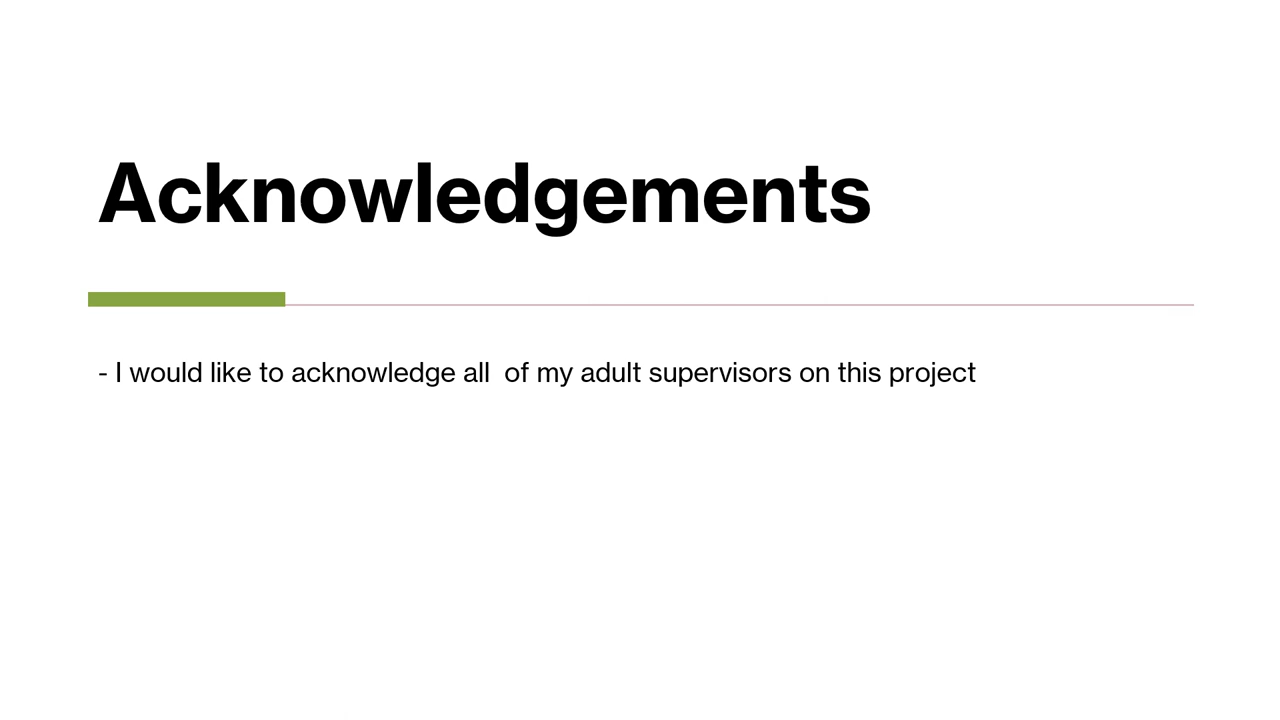 Acknowledgements
- I would like to acknowledge all  of my adult supervisors on this project